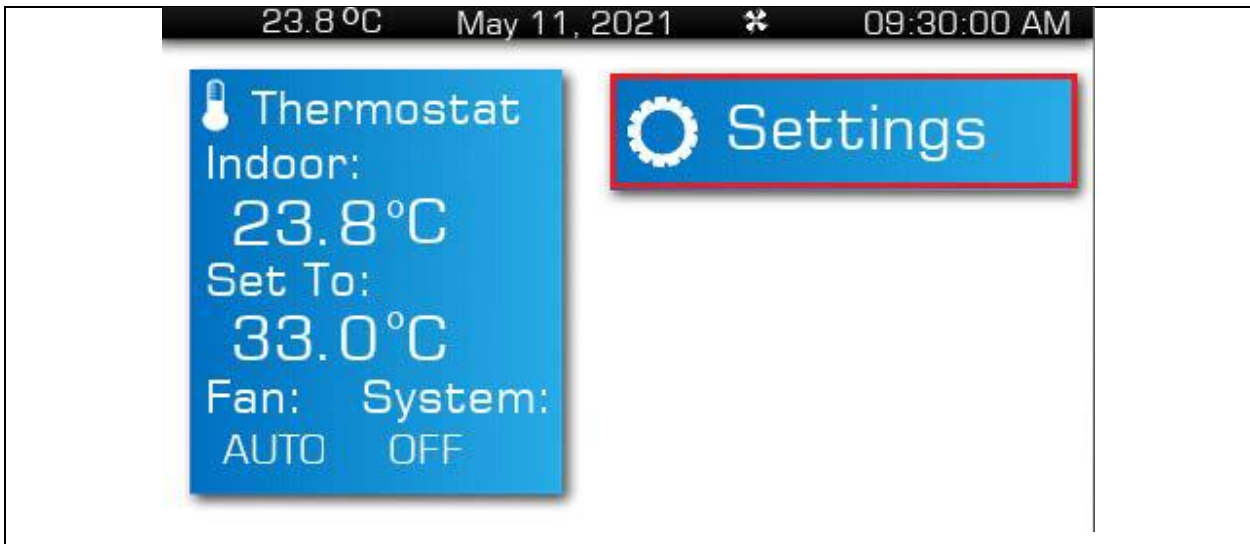 23.8 ºC May 11, 2021 09:30:00 AM
Thermostat
Indoor:
23.8°C
Set To:
33.0°C
Fan: System:
AUTO OFF
Settings